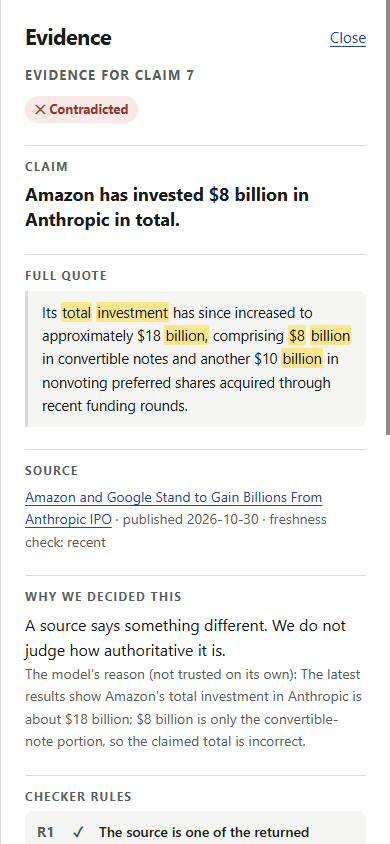 Evidence
Close
EVIDENCE FOR CLAIM 7
✕ Contradicted
CLAIM
Amazon has invested $8 billion in
Anthropic in total.
FULL QUOTE
Its total investment has since increased to
approximately $18 billion, comprising $8 billion
in convertible notes and another $10 billion in
nonvoting preferred shares acquired through
recent funding rounds.
SOURCE
Amazon and Google Stand to Gain Billions From
Anthropic IPO · published 2026-10-30 · freshness
check: recent
WHY WE DECIDED THIS
A source says something different. We do not
judge how authoritative it is.
The model's reason (not trusted on its own): The latest
results show Amazon's total investment in Anthropic is
about $18 billion; $8 billion is only the convertible-
note portion, so the claimed total is incorrect.
CHECKER RULES
R1 ✓ The source is one of the returned